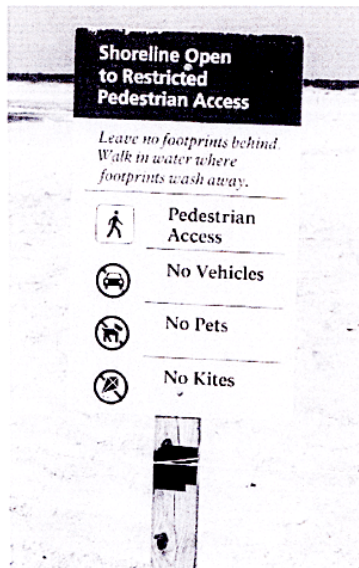 Shoreline Open
to Restricted
Pedestrian Access
Leave no footprints behind.
Walk in water where
footprints wash away.
Pedestrian
Access
No Vehicles
No Pets
No Kites